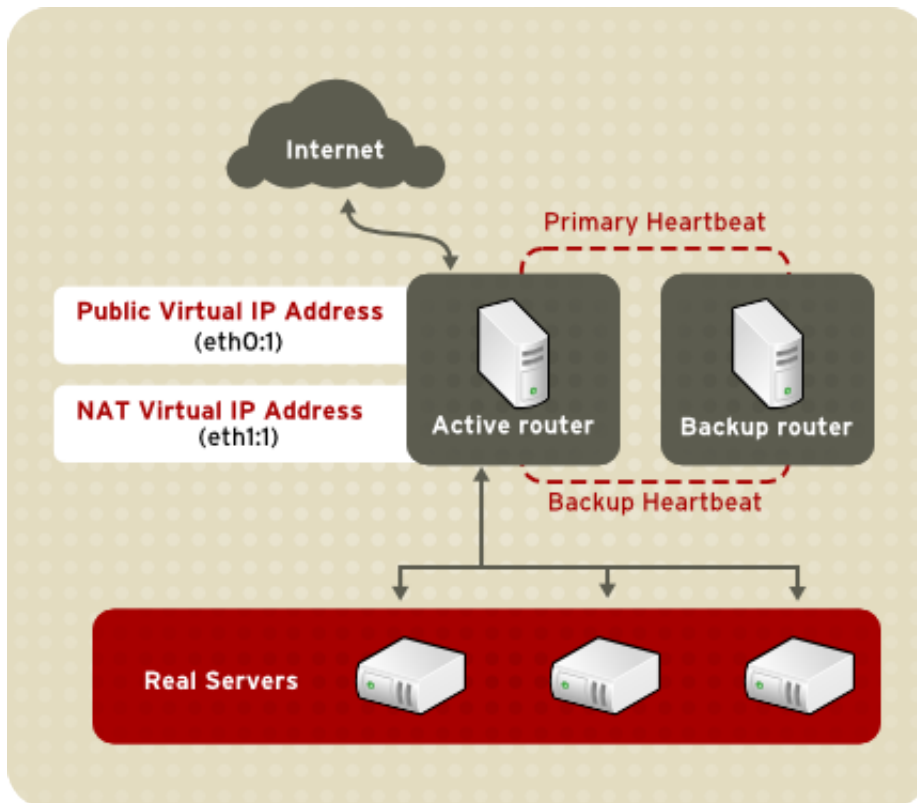 Internet
Primary Heartbeat
Public Virtual IP Address
(eth0:1)
NAT Virtual IP Address
(eth1:1)
Active router
Backup router
Backup Heartbeat
Real Servers